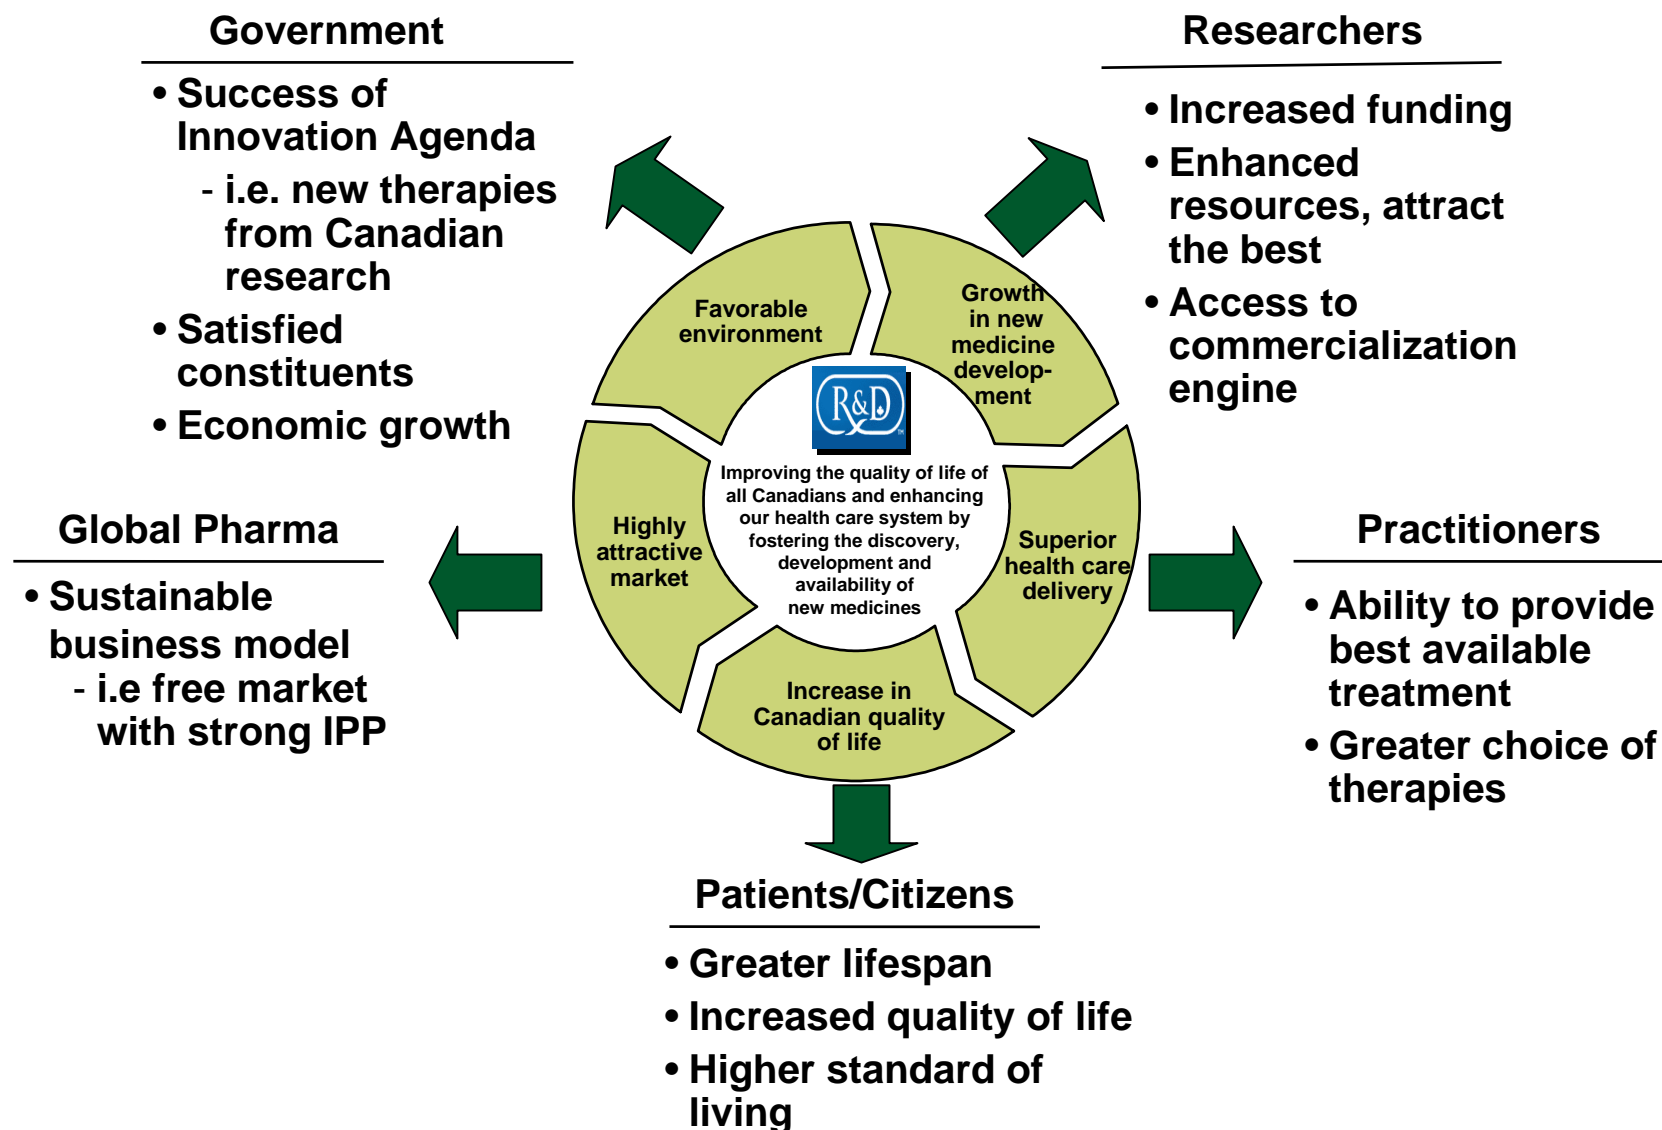 Government
• Success of
Innovation Agenda
- i.e. new therapies
from Canadian
research
• Satisfied
constituents
• Economic growth
Researchers
• Increased funding
• Enhanced
resources, attract
the best
• Access to
commercialization
engine
Favorable
environment
Growth
in new
medicine
develop-
ment
R&D
TM
Improving the quality of life of
all Canadians and enhancing
our health care system by
fostering the discovery,
development and
availability of
new medicines
Highly
attractive
market
Superior
health care
delivery
Increase in
Canadian quality
of life
Global Pharma
• Sustainable
business model
- i.e free market
with strong IPP
Practitioners
• Ability to provide
best available
treatment
• Greater choice of
therapies
Patients/Citizens
• Greater lifespan
• Increased quality of life
• Higher standard of
living